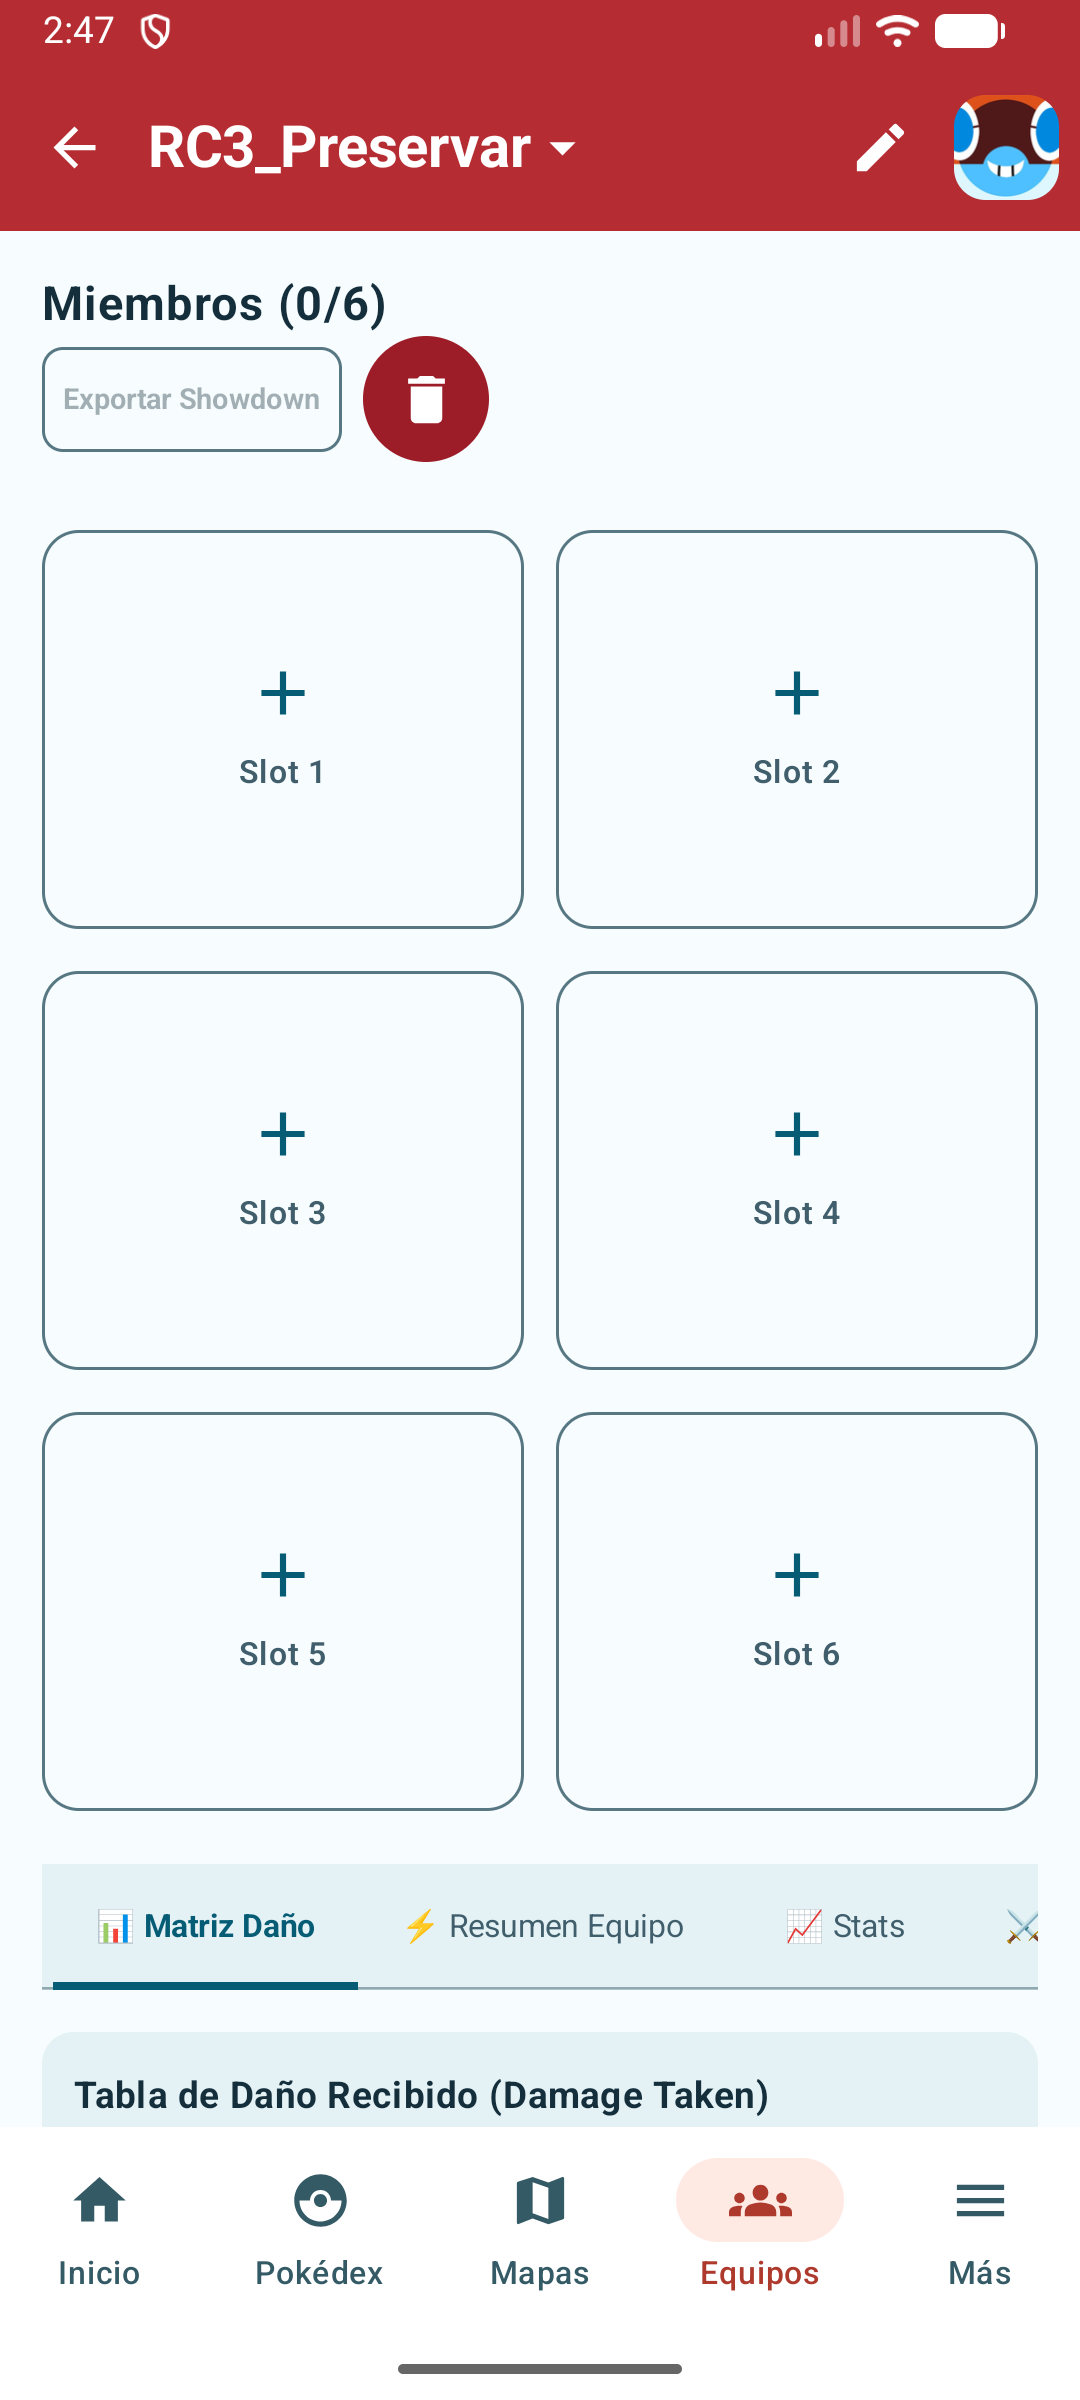 2:47
RC3_Preservar
Miembros (0/6)
Exportar Showdown
Slot 1
Slot 2
Slot 3
Slot 4
Slot 5
Slot 6
Matriz Daño
Resumen Equipo
Stats
Tabla de Daño Recibido (Damage Taken)
Inicio
Pokédex
Mapas
Equipos
Más